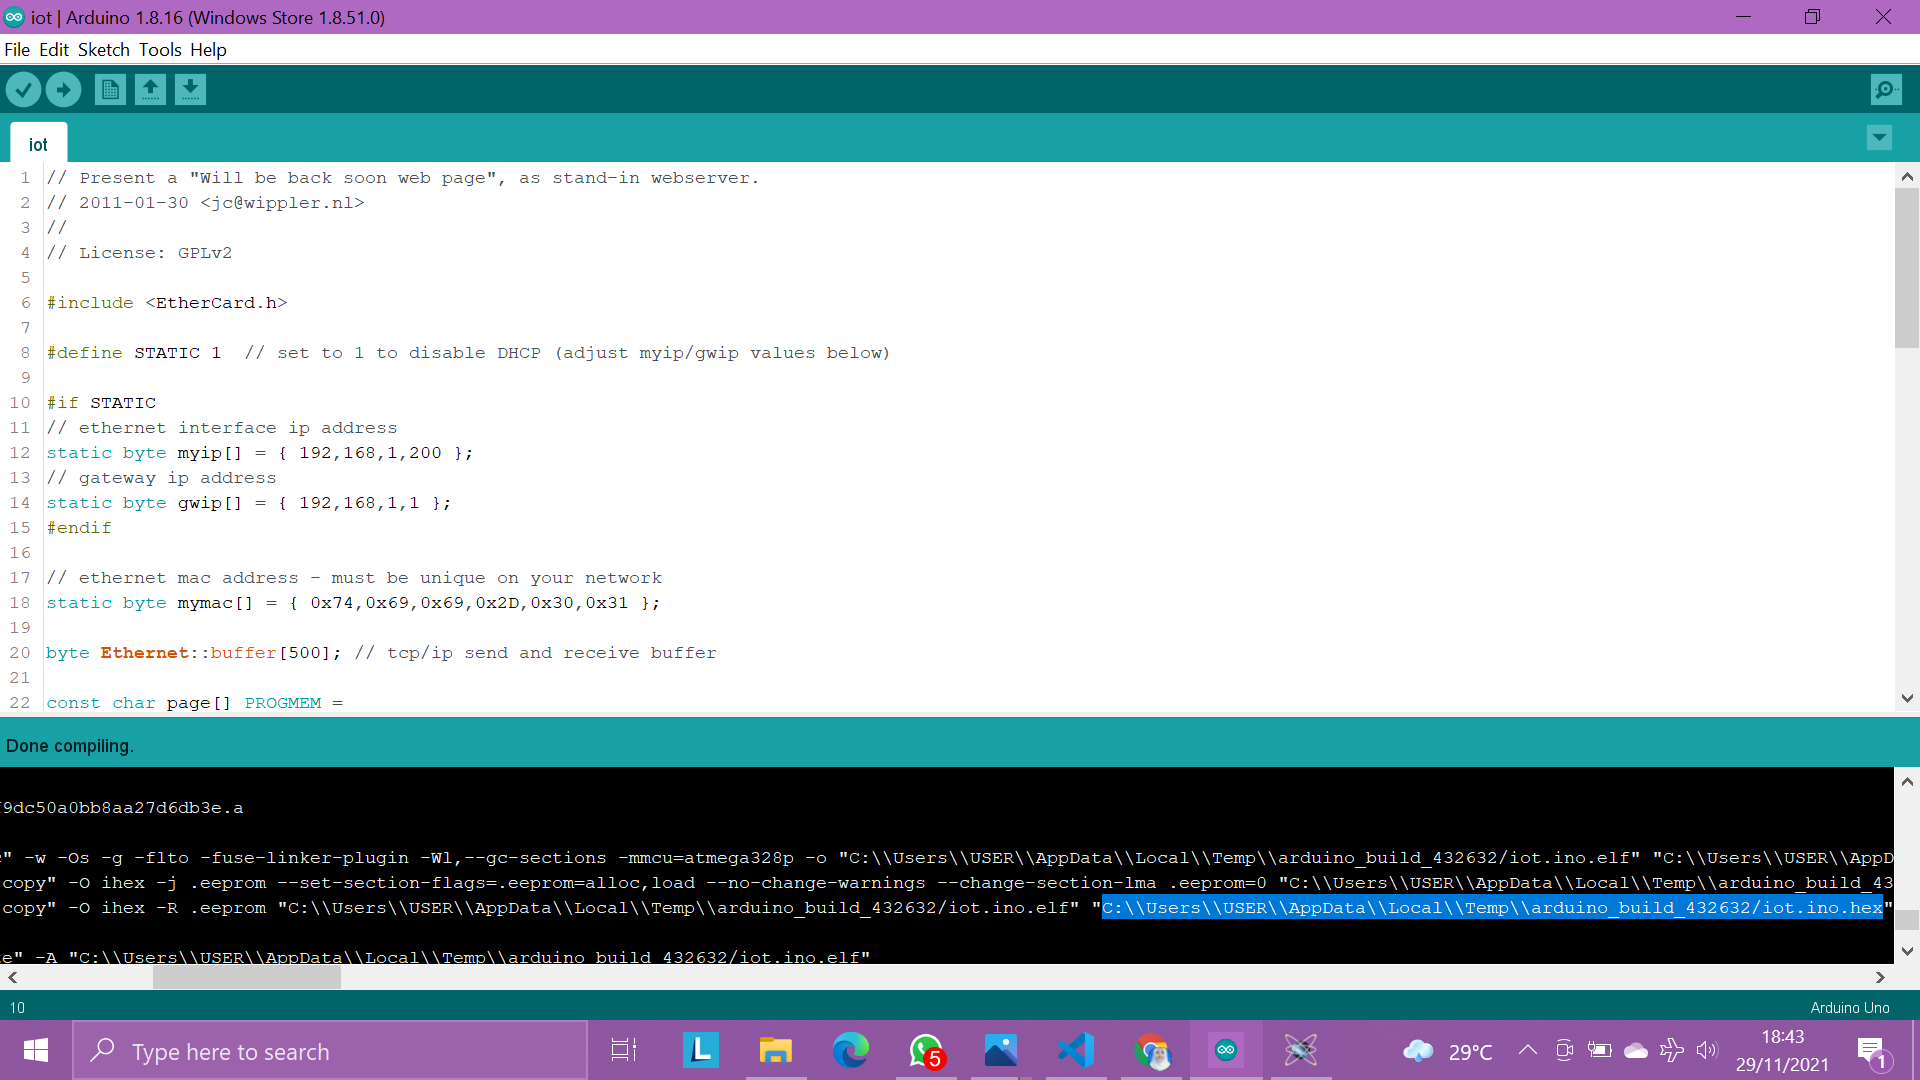 iot | Arduino 1.8.16 (Windows Store 1.8.51.0)
File Edit Sketch Tools Help
iot
1 // Present a "Will be back soon web page", as stand-in webserver.
2 // 2011-01-30 <jc@wippler.nl>
3 //
4 // License: GPLv2
5
6 #include <EtherCard.h>
7
8 #define STATIC 1  // set to 1 to disable DHCP (adjust myip/gwip values below)
9
10 #if STATIC
11 // ethernet interface ip address
12 static byte myip[] = { 192,168,1,200 };
13 // gateway ip address
14 static byte gwip[] = { 192,168,1,1 };
15 #endif
16
17 // ethernet mac address - must be unique on your network
18 static byte mymac[] = { 0x74,0x69,0x69,0x2D,0x30,0x31 };
19
20 byte Ethernet::buffer[500]; // tcp/ip send and receive buffer
21
22 const char page[] PROGMEM =
Done compiling.
9dc50a0bb8aa27d6db3e.a
" -w -Os -g -flto -fuse-linker-plugin -Wl,--gc-sections -mmcu=atmega328p -o "C:\\Users\\USER\\AppData\\Local\\Temp\\arduino_build_432632/iot.ino.elf" "C:\\Users\\USER\\AppD
copy" -O ihex -j .eeprom --set-section-flags=.eeprom=alloc,load --no-change-warnings --change-section-lma .eeprom=0 "C:\\Users\\USER\\AppData\\Local\\Temp\\arduino_build_43
copy" -O ihex -R .eeprom "C:\\Users\\USER\\AppData\\Local\\Temp\\arduino_build_432632/iot.ino.elf" "C:\\Users\\USER\\AppData\\Local\\Temp\\arduino_build_432632/iot.ino.hex"
e" -A "C:\\Users\\USER\\AppData\\Local\\Temp\\arduino_build_432632/iot.ino.elf"
10
Arduino Uno
Type here to search
L
5
29°C
18:43
29/11/2021
1